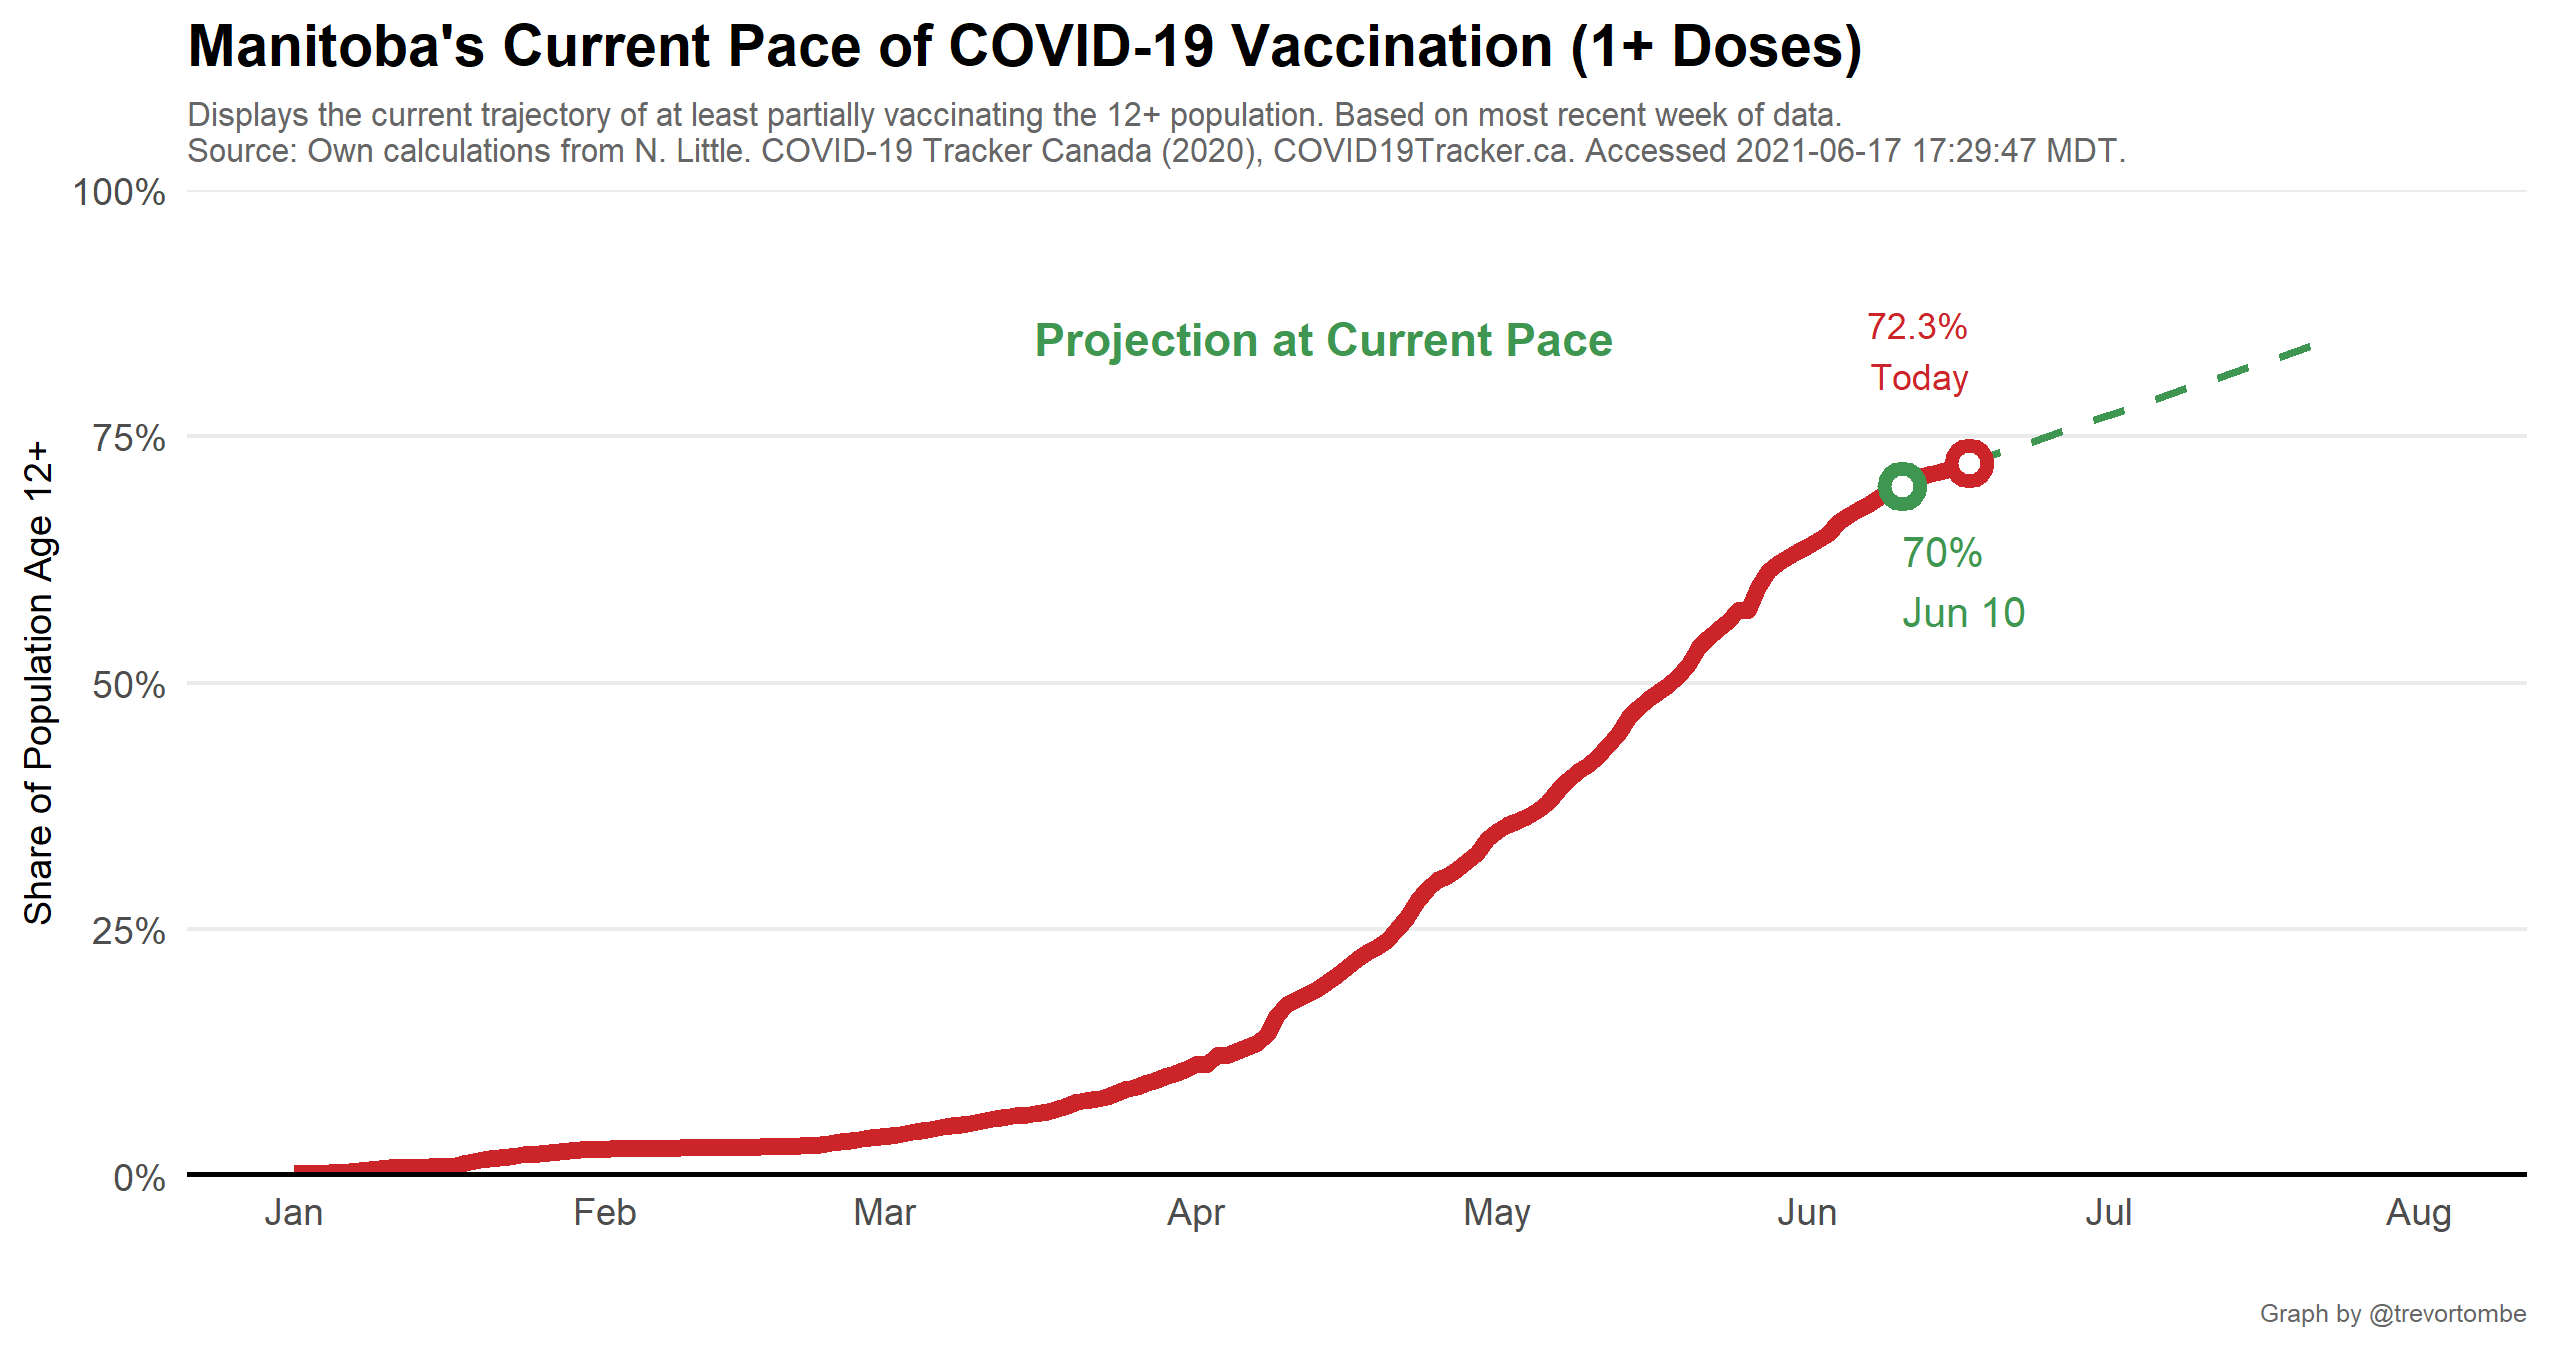 Manitoba's Current Pace of COVID-19 Vaccination (1+ Doses)
Displays the current trajectory of at least partially vaccinating the 12+ population. Based on most recent week of data.
Source: Own calculations from N. Little. COVID-19 Tracker Canada (2020), COVID19Tracker.ca. Accessed 2021-06-17 17:29:47 MDT.
Share of Population Age 12+
100%
75%
50%
25%
0%
Projection at Current Pace
72.3%
Today
70%
Jun 10
Jan Feb Mar Apr May Jun Jul Aug
Graph by @trevortombe